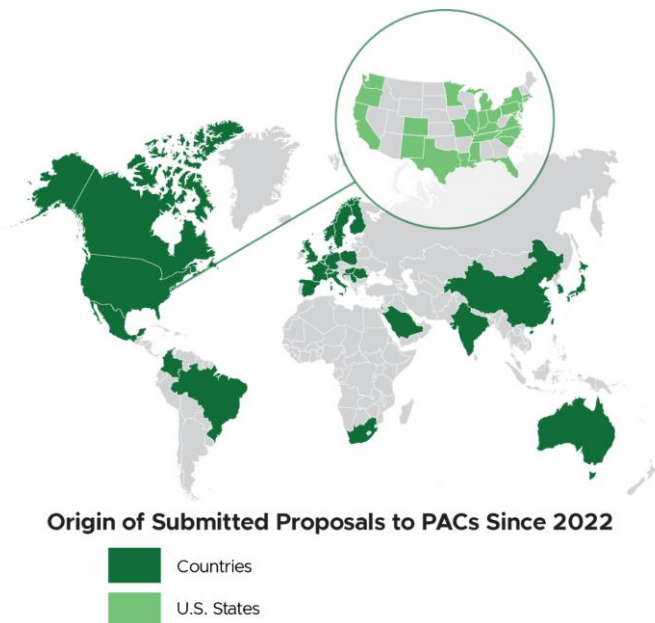 Origin of Submitted Proposals to PACs Since 2022
Countries
U.S. States